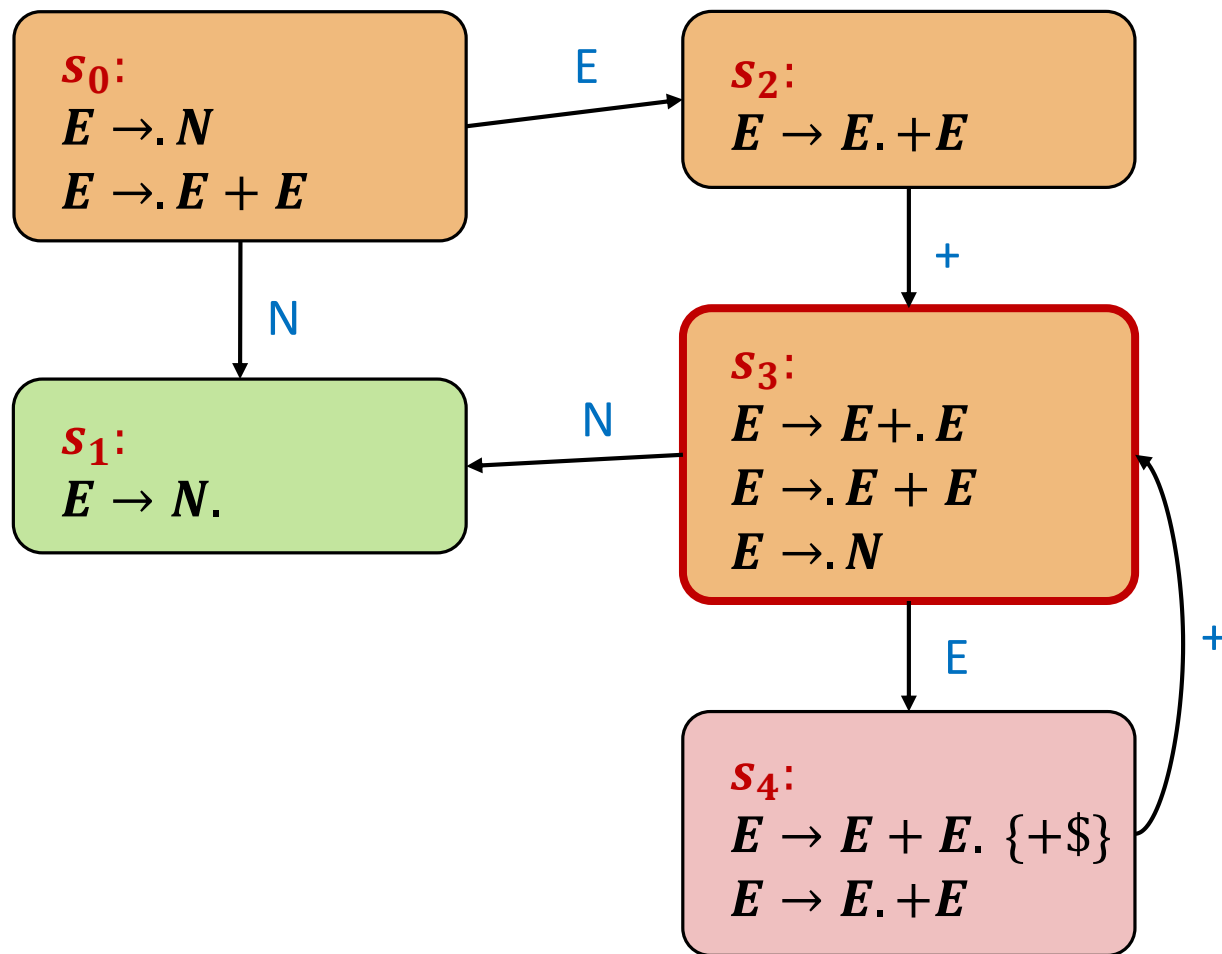 s₀:
E →. N
E →. E + E
E
s₂:
E → E. +E
N
+
s₁:
E → N.
N
s₃:
E → E+. E
E →. E + E
E →. N
E
+
s₄:
E → E + E. {+$}
E → E. +E